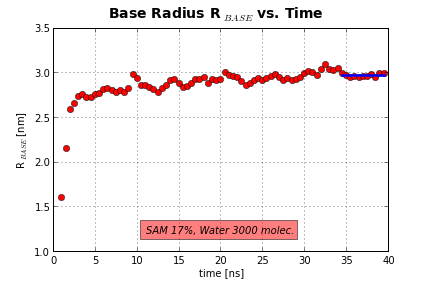 Base Radius R BASE vs. Time
R BASE [nm]
3.5
3.0
2.5
2.0
1.5
1.0
SAM 17%, Water 3000 molec.
0 5 10 15 20 25 30 35 40
time [ns]